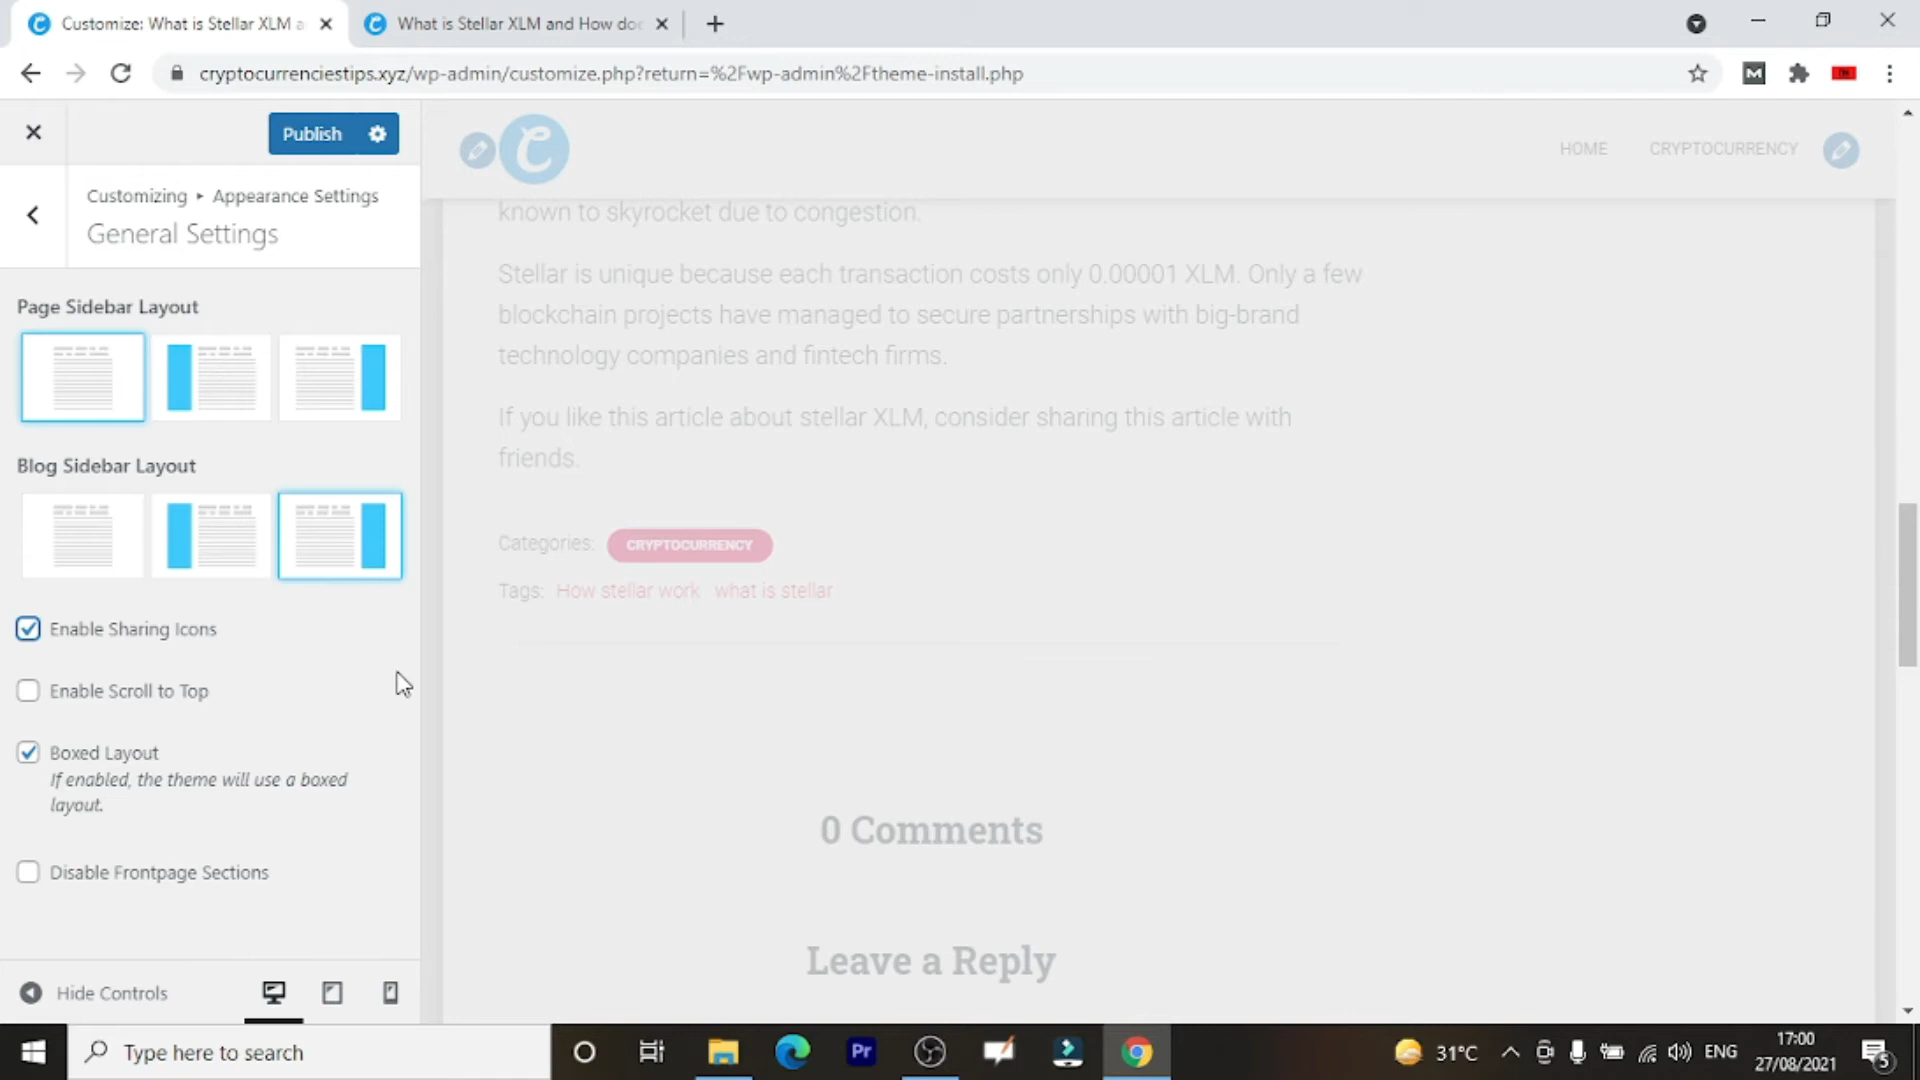 Customize: What is Stellar XLM a
What is Stellar XLM and How doe
cryptocurrenciestips.xyz/wp-admin/customize.php?return=%2Fwp-admin%2Ftheme-install.php
Publish
Customizing ▸ Appearance Settings
General Settings
Page Sidebar Layout
Blog Sidebar Layout
Enable Sharing Icons
Enable Scroll to Top
Boxed Layout
If enabled, the theme will use a boxed
layout.
Disable Frontpage Sections
Hide Controls
C
HOME
CRYPTOCURRENCY
known to skyrocket due to congestion.
Stellar is unique because each transaction costs only 0.00001 XLM. Only a few
blockchain projects have managed to secure partnerships with big-brand
technology companies and fintech firms.
If you like this article about stellar XLM, consider sharing this article with
friends.
Categories: CRYPTOCURRENCY
Tags: How stellar work what is stellar
0 Comments
Leave a Reply
Type here to search
Pr
31°C
ENG
17:00
27/08/2021
5